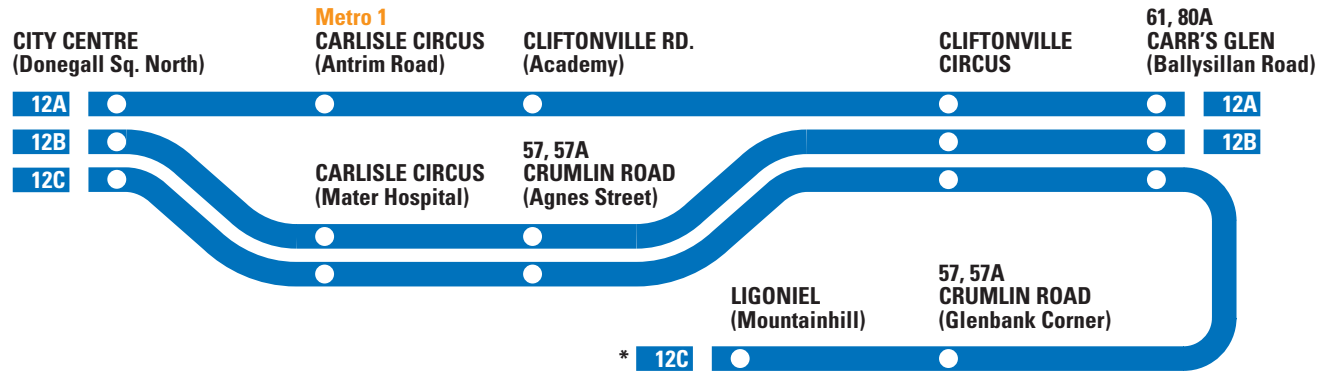 CITY CENTRE
(Donegall Sq. North)
Metro 1
CARLISLE CIRCUS
(Antrim Road)
CLIFTONVILLE RD.
(Academy)
CLIFTONVILLE
CIRCUS
61, 80A
CARR'S GLEN
(Ballysillan Road)
12A
12A
12B
12B
12C
CARLISLE CIRCUS
(Mater Hospital)
57, 57A
CRUMLIN ROAD
(Agnes Street)
LIGONIEL
(Mountainhill)
57, 57A
CRUMLIN ROAD
(Glenbank Corner)
* 12C